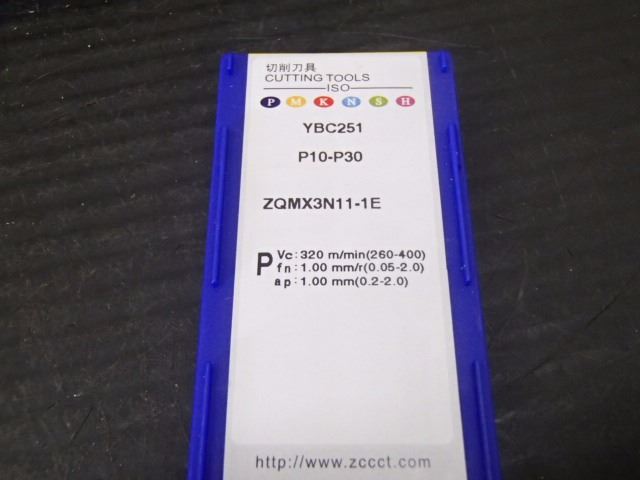 切削刀具
CUTTING TOOLS
ISO
P M K N S H
YBC251
P10-P30
ZQMX3N11-1E
P
Vc:320 m/min(260-400)
fn:1.00 mm/r(0.05-2.0)
ap:1.00 mm(0.2-2.0)
http://www.zccct.com